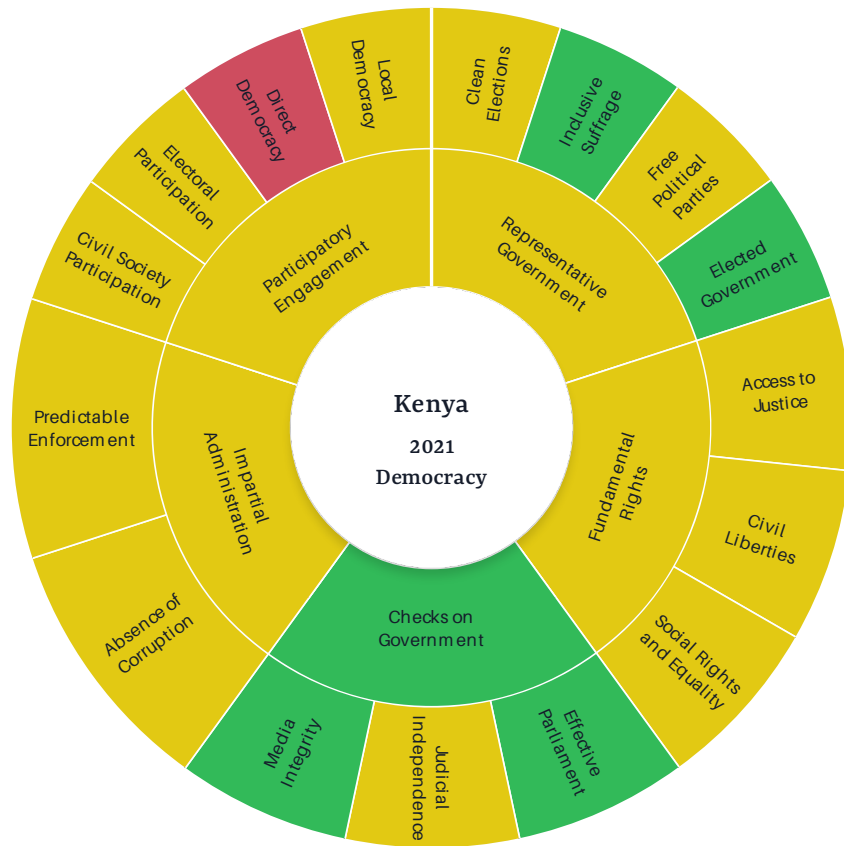 Kenya
2021
Democracy
Representative
Government
Fundamental
Rights
Checks on
Government
Impartial
Administration
Participatory
Engagement
Clean
Elections
Inclusive
Suffrage
Free
Political
Parties
Elected
Government
Access to
Justice
Civil
Liberties
Social Rights
and Equality
Effective
Parliament
Judicial
Independence
Media
Integrity
Absence of
Corruption
Predictable
Enforcement
Civil Society
Participation
Electoral
Participation
Direct
Democracy
Local
Democracy